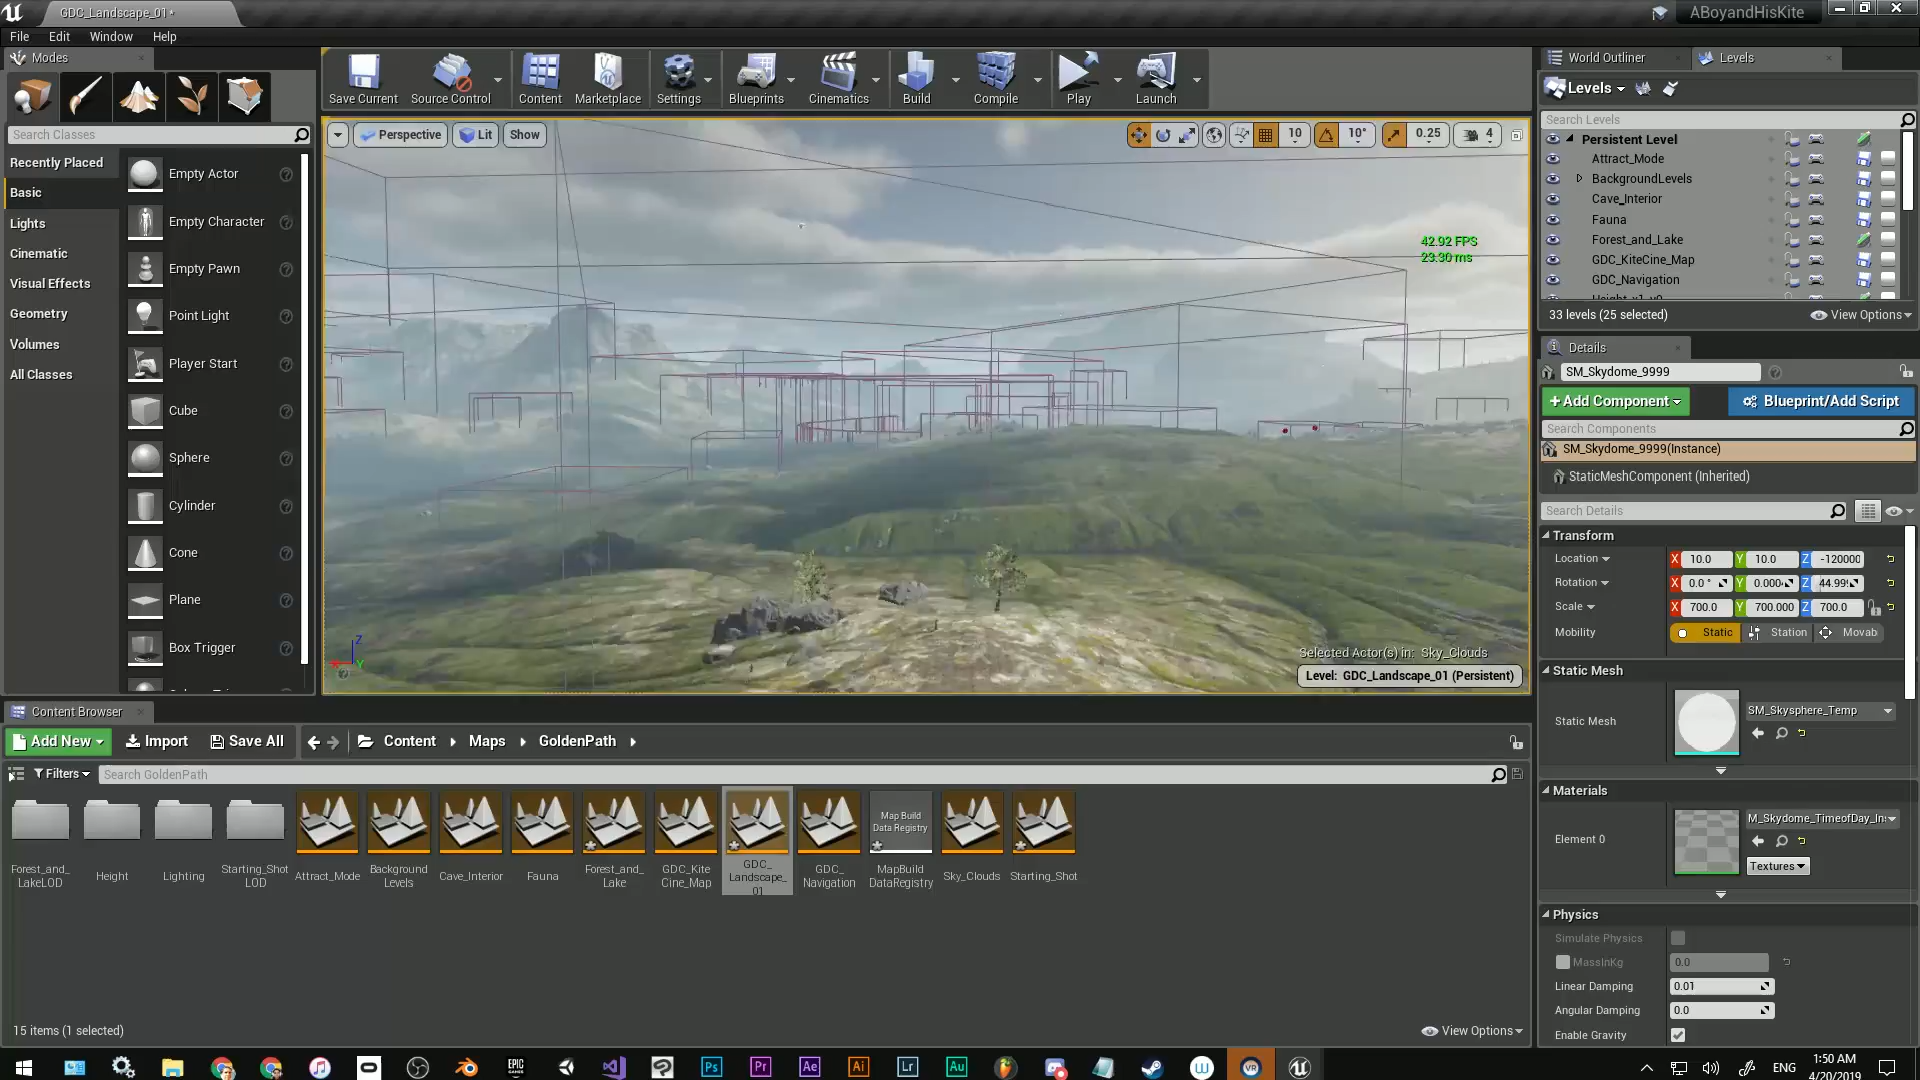 GDC_Landscape_01*
ABoyandHisKite
File Edit Window Help
Modes
Search Classes
Recently Placed
Basic
Lights
Cinematic
Visual Effects
Geometry
Volumes
All Classes
Empty Actor
Empty Character
Empty Pawn
Point Light
Player Start
Cube
Sphere
Cylinder
Cone
Plane
Box Trigger
Save Current
Source Control
Content
Marketplace
Settings
Blueprints
Cinematics
Build
Compile
Play
Launch
Perspective
Lit
Show
10
10°
0.25
4
42.92 FPS
23.30 ms
Selected Actor(s) in: Sky_Clouds
Level: GDC_Landscape_01 (Persistent)
World Outliner
Levels
Levels
Search Levels
Persistent Level
Attract_Mode
BackgroundLevels
Cave_Interior
Fauna
Forest_and_Lake
GDC_KiteCine_Map
GDC_Navigation
33 levels (25 selected)
View Options
Details
SM_Skydome_9999
+Add Component
Blueprint/Add Script
Search Components
SM_Skydome_9999(Instance)
StaticMeshComponent (Inherited)
Search Details
Transform
Location X 10.0 Y 10.0 Z -120000
Rotation X 0.0 ° Y 0.000 Z 44.99
Scale X 700.0 Y 700.000 Z 700.0
Mobility Static Station Movab
Static Mesh
Static Mesh
SM_Skysphere_Temp
Materials
Element 0
M_Skydome_TimeofDay_In
Textures
Physics
Simulate Physics
MassInKg 0.0
Linear Damping 0.01
Angular Damping 0.0
Enable Gravity
Content Browser
Add New
Import
Save All
Content
Maps
GoldenPath
Filters
Search GoldenPath
Forest_and_
LakeLOD
Height
Lighting
Starting_Shot
LOD
Attract_Mode
Background
Levels
Cave_Interior
Fauna
Forest_and_
Lake
GDC_Kite
Cine_Map
GDC_
Landscape_
01
GDC_
Navigation
Map Build
Data Registry
MapBuild
DataRegistry
Sky_Clouds
Starting_Shot
15 items (1 selected)
View Options
EPIC
GAMES
Ps
Pr
Ae
Ai
Lr
Au
VR
ENG
1:50 AM
4/20/2019